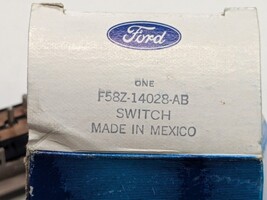 Ford
ONE
F58Z-14028-AB
SWITCH
MADE IN MEXICO